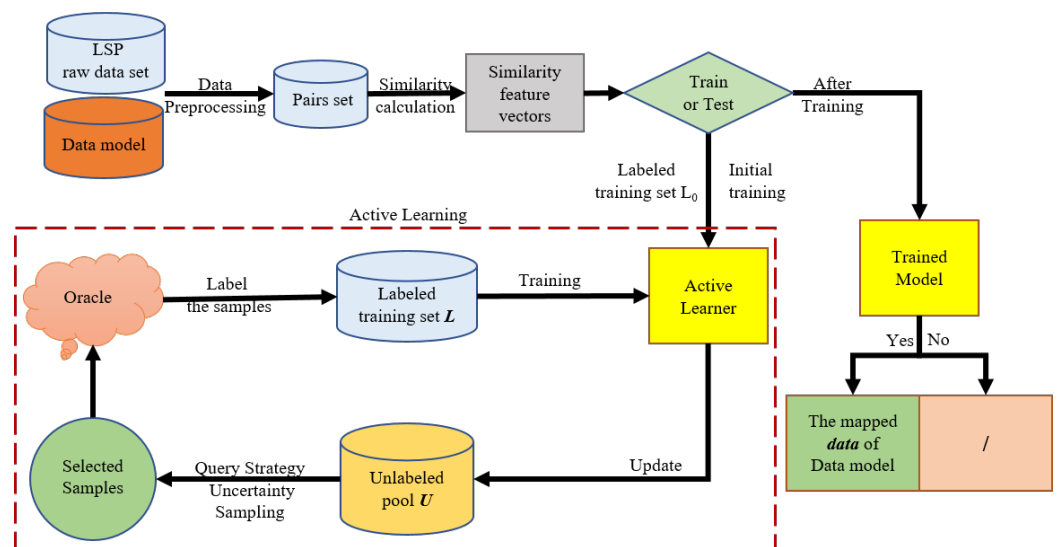 LSP
raw data set
Data model
Data
Preprocessing
Pairs set
Similarity
calculation
Similarity
feature
vectors
Train
or Test
After
Training
Labeled
training set L₀
Initial
training
Active Learning
Oracle
Label
the samples
Labeled
training set L
Training
Active
Learner
Trained
Model
Yes
No
The mapped
data of
Data model
/
Selected
Samples
Query Strategy
Uncertainty
Sampling
Unlabeled
pool U
Update